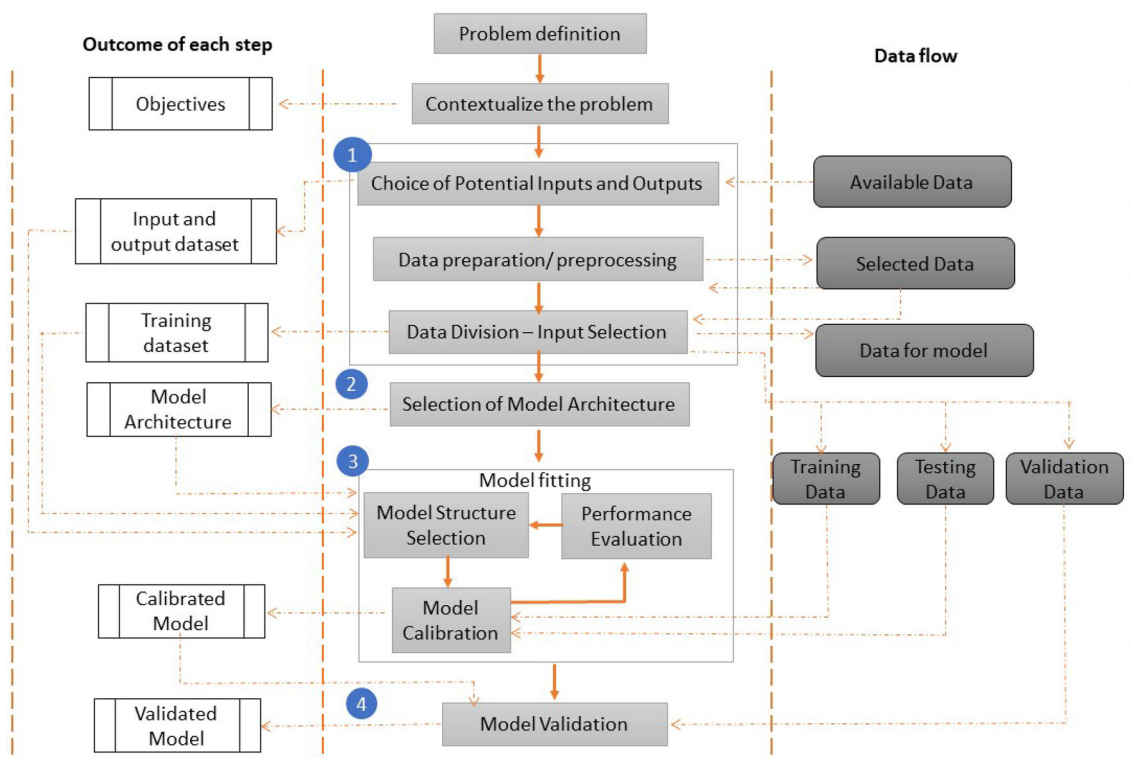 Outcome of each step
Problem definition
Data flow
Objectives
Contextualize the problem
1
Choice of Potential Inputs and Outputs
Available Data
Input and
output dataset
Data preparation/ preprocessing
Selected Data
Training
dataset
Data Division – Input Selection
Data for model
2
Model
Architecture
Selection of Model Architecture
3
Model fitting
Model Structure
Selection
Performance
Evaluation
Training
Data
Testing
Data
Validation
Data
Calibrated
Model
Model
Calibration
4
Validated
Model
Model Validation